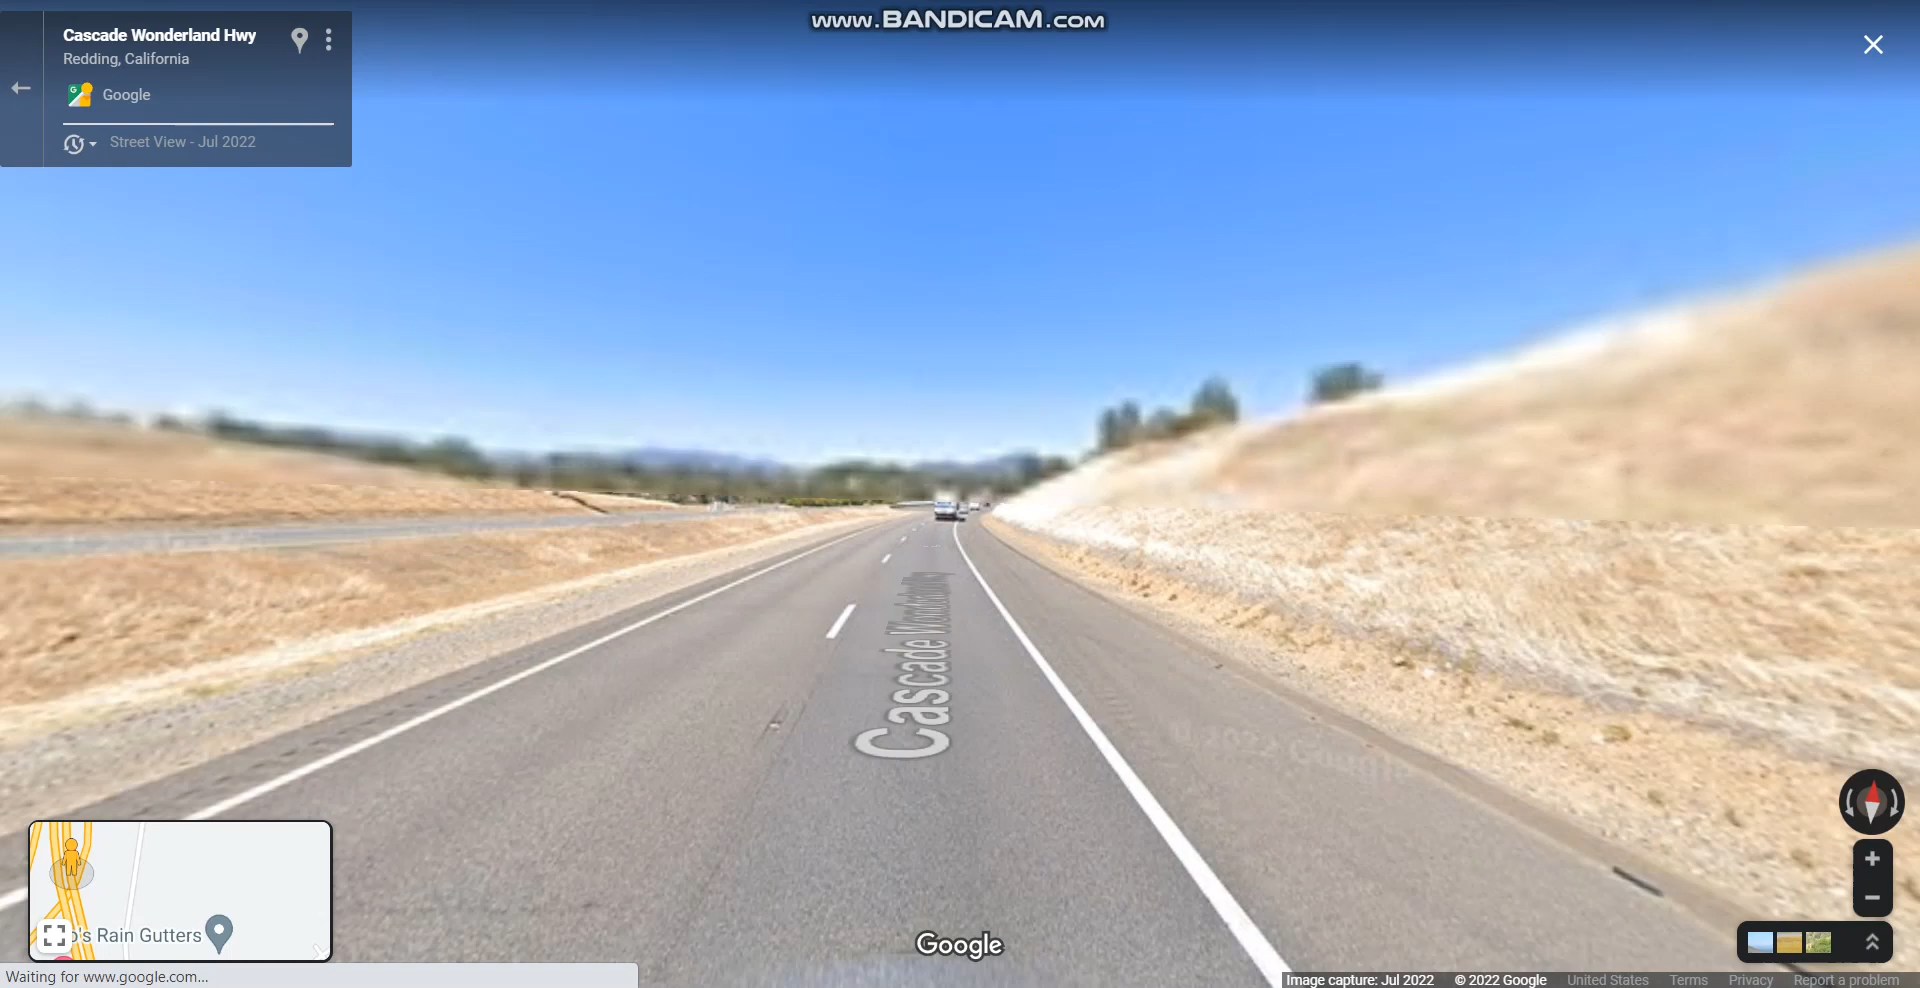 www.BANDICAM.com
Cascade Wonderland Hwy
Redding, California
Google
Street View - Jul 2022
Cascade
's Rain Gutters
Google
Waiting for www.google.com...
Image capture: Jul 2022 © 2022 Google United States Terms Privacy Report a problem